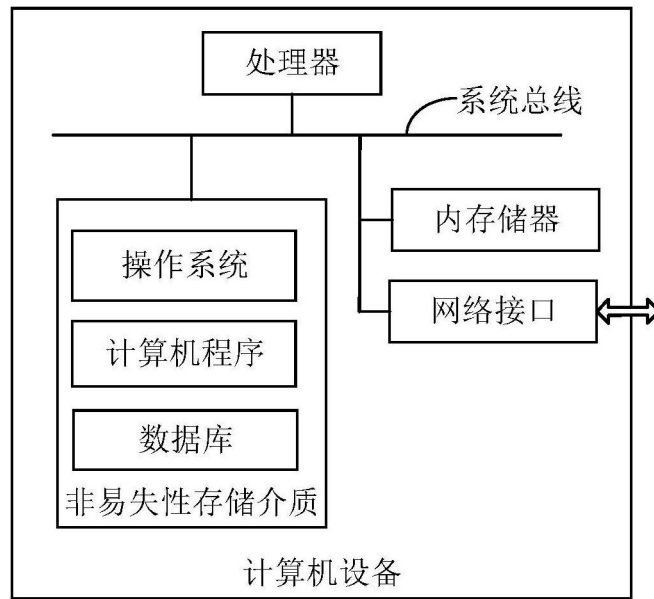 处理器
系统总线
内存储器
操作系统
网络接口
计算机程序
数据库
非易失性存储介质
计算机设备